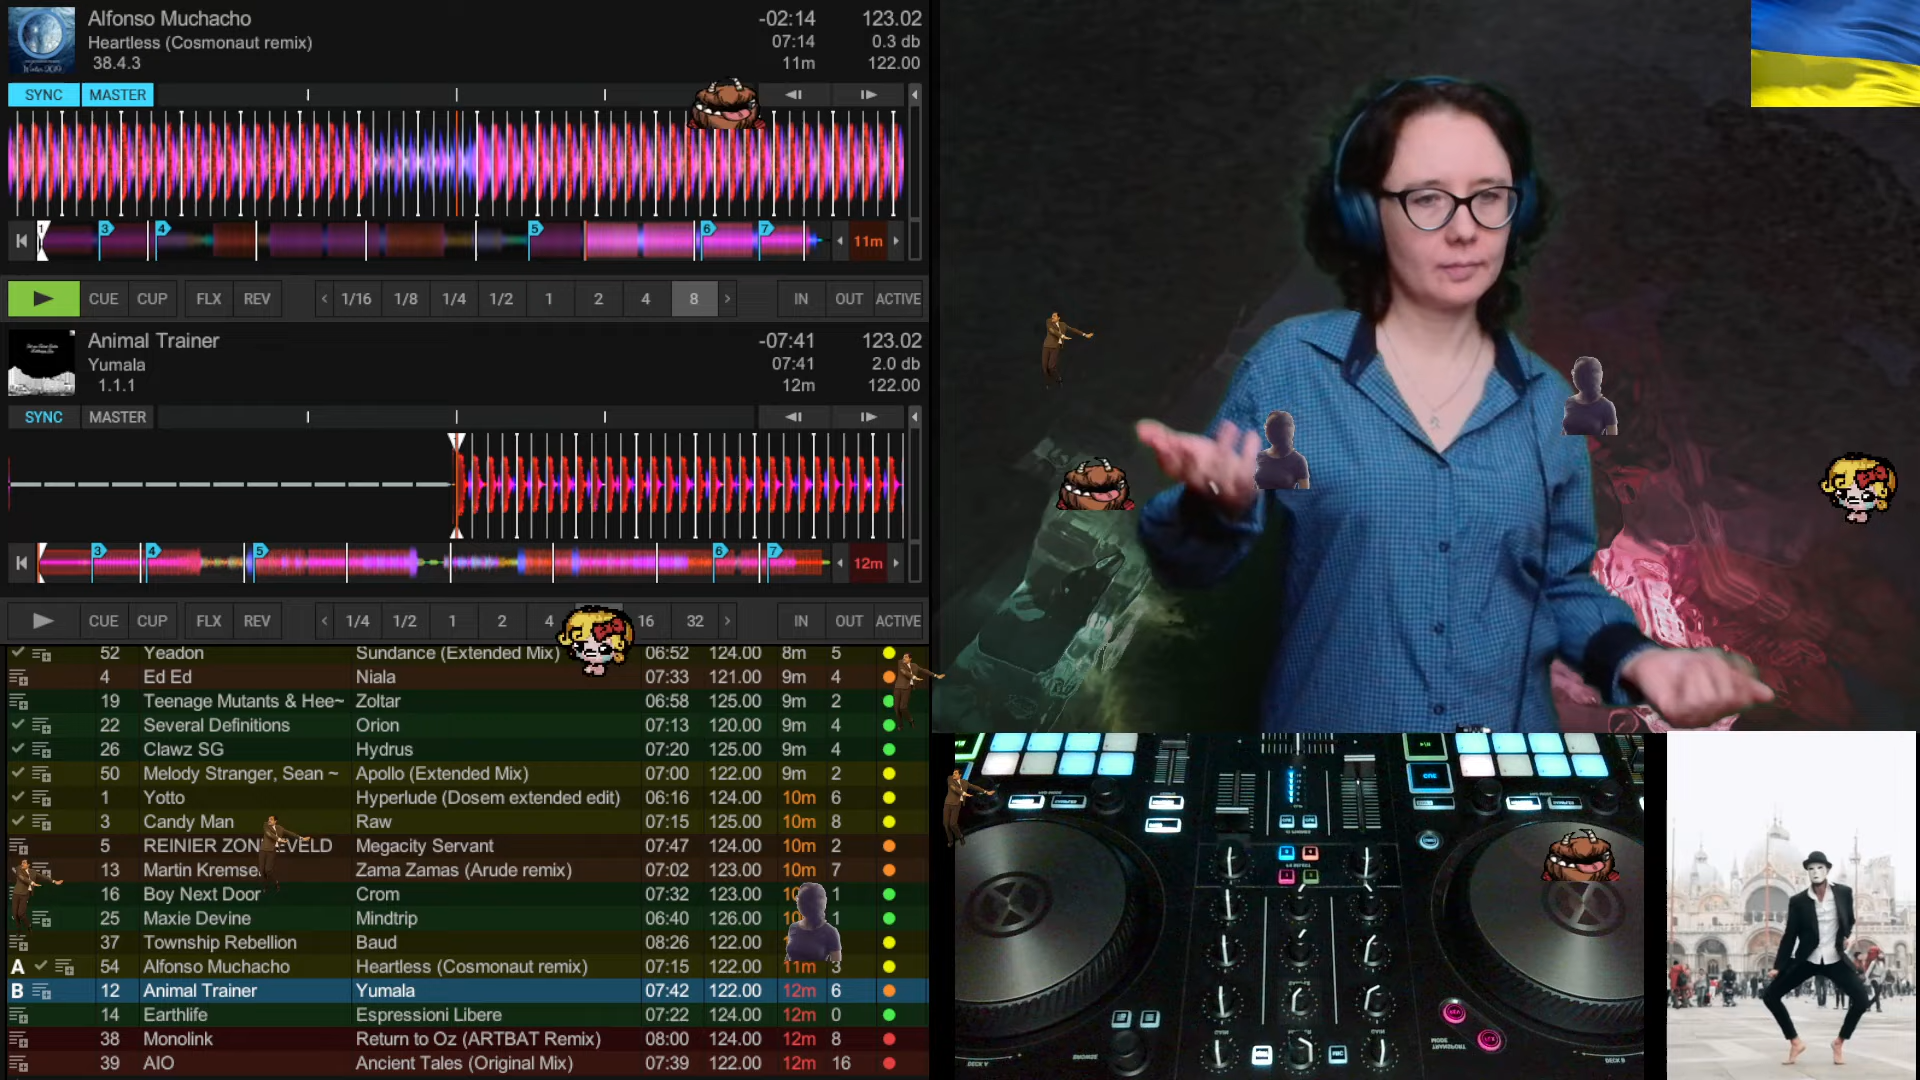 Alfonso Muchacho -02:14 123.02
Heartless (Cosmonaut remix) 07:14 0.3 db
38.4.3 11m 122.00
SYNC MASTER
1 3 4 5 6 7 11m
CUE CUP FLX REV 1/16 1/8 1/4 1/2 1 2 4 8 IN OUT ACTIVE
Animal Trainer -07:41 123.02
Yumala 07:41 2.0 db
1.1.1 12m 122.00
SYNC MASTER
3 4 5 6 7 12m
CUE CUP FLX REV 1/4 1/2 1 2 4 16 32 IN OUT ACTIVE
52 Yeadon Sundance (Extended Mix) 06:52 124.00 8m 5
4 Ed Ed Niala 07:33 121.00 9m 4
19 Teenage Mutants & Hee~ Zoltar 06:58 125.00 9m 2
22 Several Definitions Orion 07:13 120.00 9m 4
26 Clawz SG Hydrus 07:20 125.00 9m 4
50 Melody Stranger, Sean ~ Apollo (Extended Mix) 07:00 122.00 9m 2
1 Yotto Hyperlude (Dosem extended edit) 06:16 124.00 10m 6
3 Candy Man Raw 07:15 125.00 10m 8
5 REINIER Megacity Servant 07:47 124.00 10m 2
13 Martin Zama Zamas (Arude remix) 07:02 123.00 10m 7
16 Boy Next Door Crom 07:32 123.00 1
25 Maxie Devine Mindtrip 06:40 126.00 1
37 Township Rebellion Baud 08:26 122.00
A 54 Alfonso Muchacho Heartless (Cosmonaut remix) 07:15 122.00 11m 3
B 12 Animal Trainer Yumala 07:42 122.00 12m 6
14 Earthlife Espressioni Libere 07:22 124.00 12m 0
38 Monolink Return to Oz (ARTBAT Remix) 08:00 124.00 12m 8
39 AIO Ancient Tales (Original Mix) 07:39 122.00 12m 16